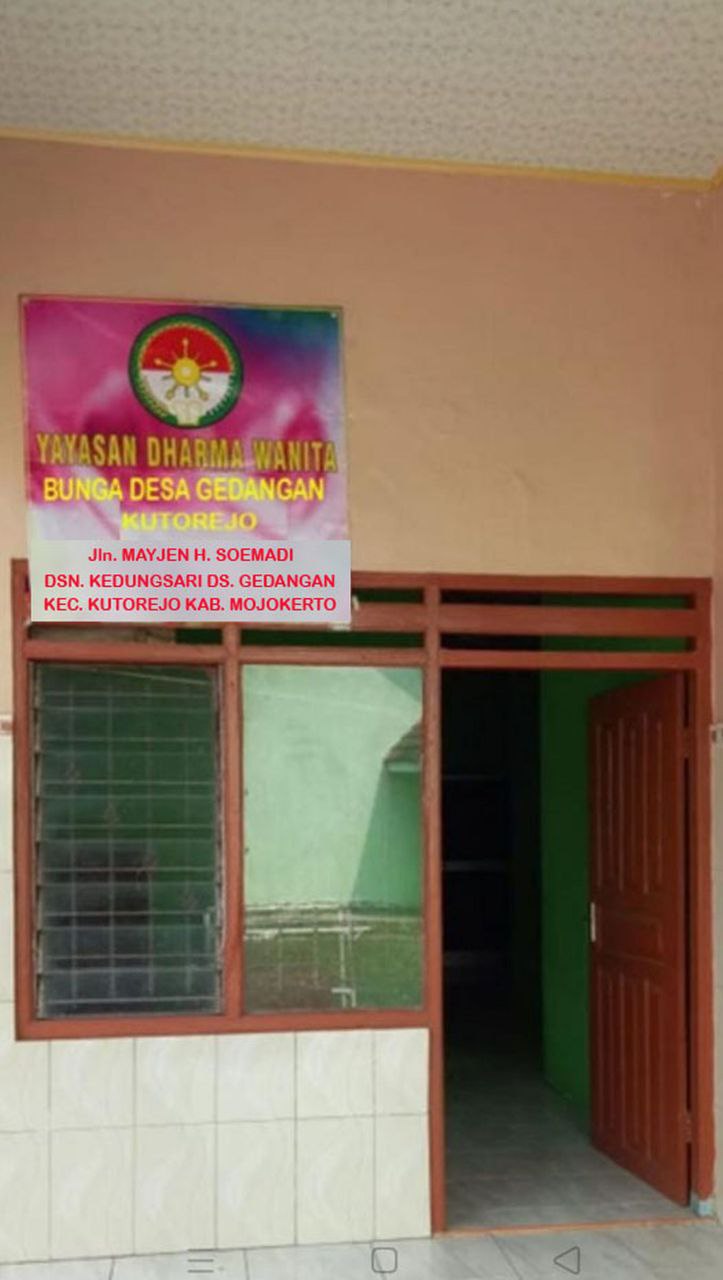 YAYASAN DHARMA WANITA
BUNGA DESA GEDANGAN
KUTOREJO
Jln. MAYJEN H. SOEMADI
DSN. KEDUNGSARI DS. GEDANGAN
KEC. KUTOREJO KAB. MOJOKERTO